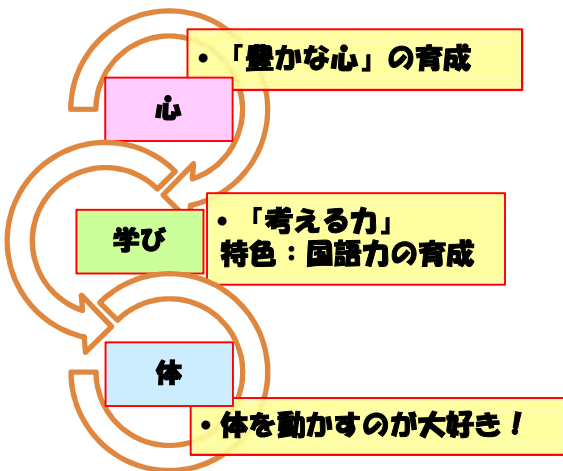 ・「豊かな心」の育成
心
・「考える力」
特色：国語力の育成
学び
体
・体を動かすのが大好き！